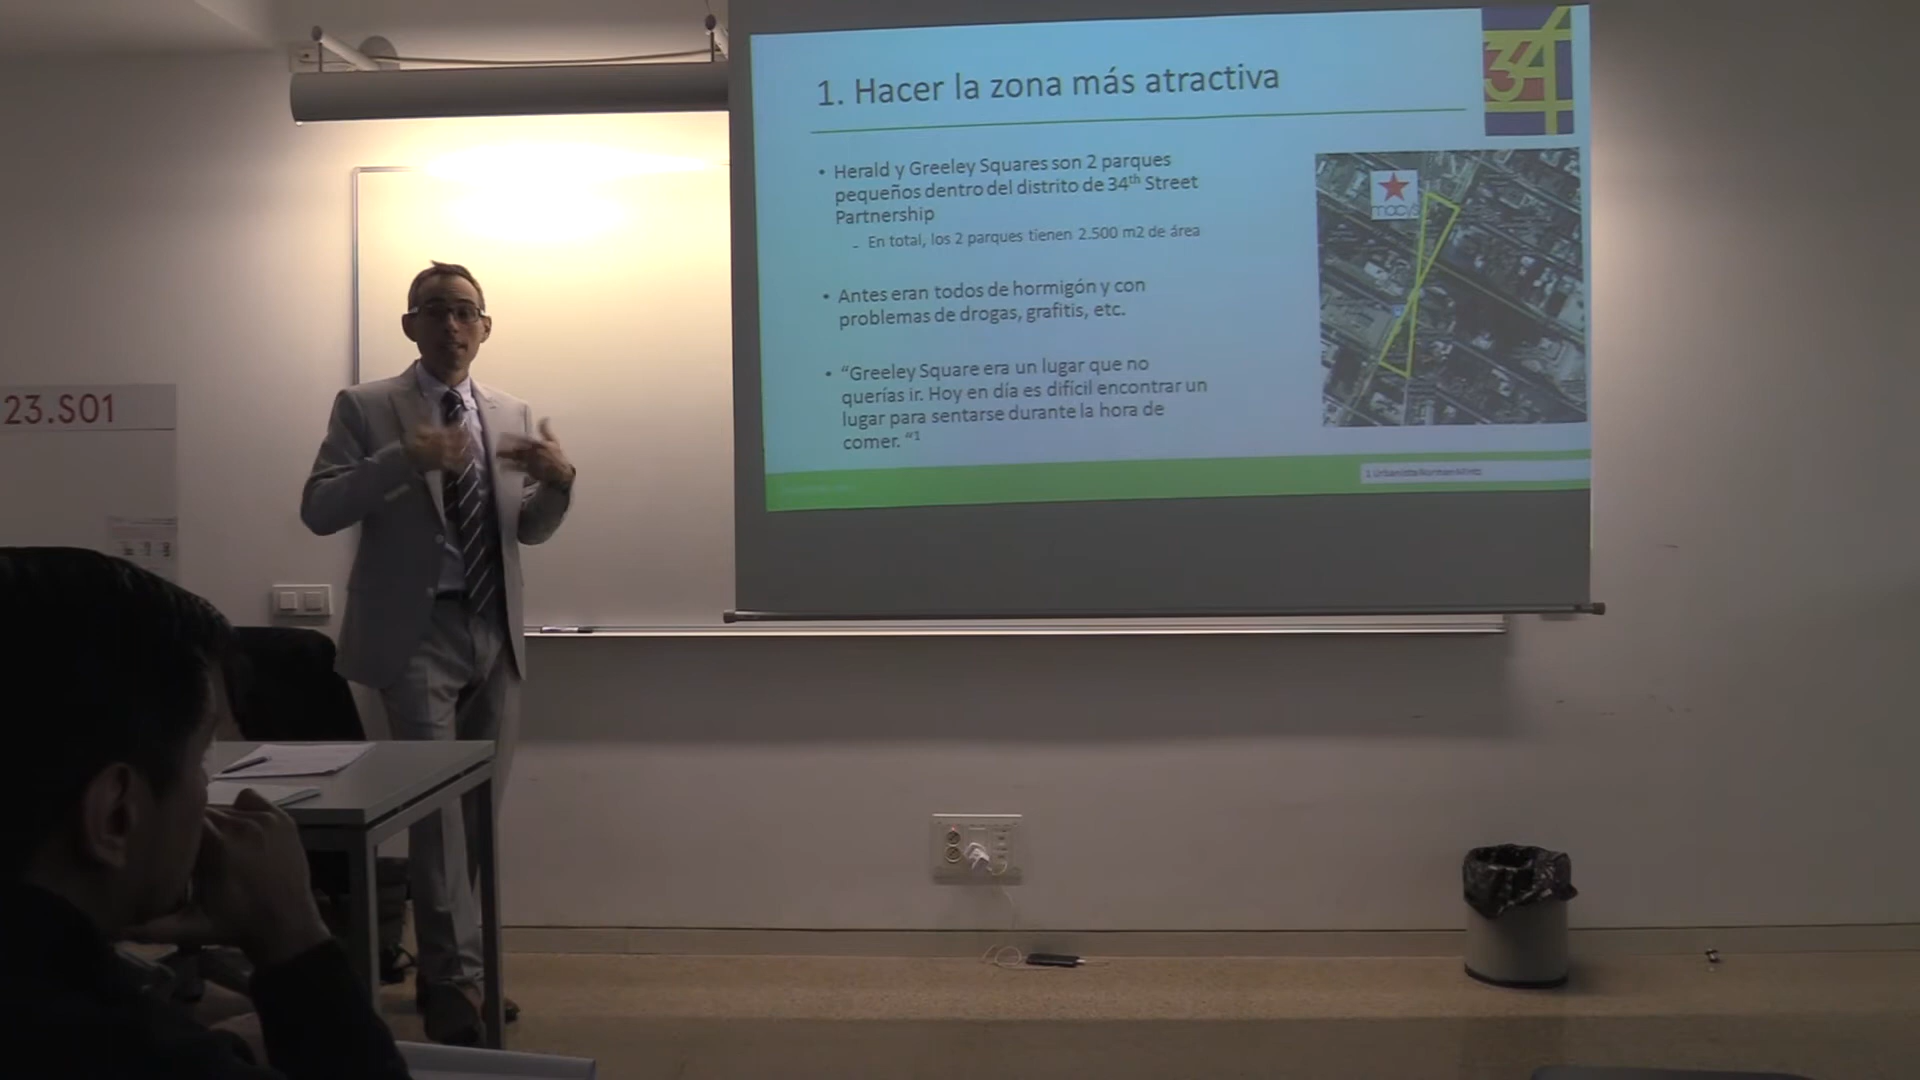 1. Hacer la zona más atractiva
34
• Herald y Greeley Squares son 2 parques
pequeños dentro del distrito de 34th Street
Partnership
- En total, los 2 parques tienen 2.500 m2 de área
• Antes eran todos de hormigón y con
problemas de drogas, grafitis, etc.
• “Greeley Square era un lugar que no
querías ir. Hoy en día es difícil encontrar un
lugar para sentarse durante la hora de
comer. “1
macy's
23.S01